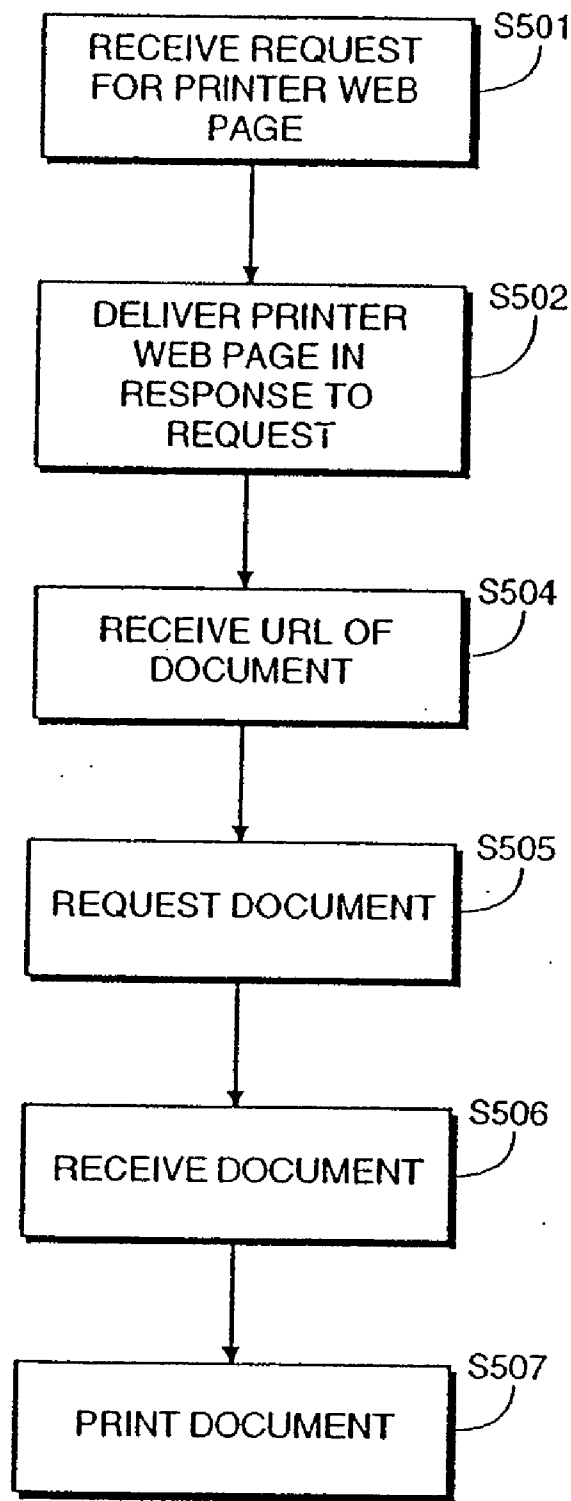 S501
RECEIVE REQUEST
FOR PRINTER WEB
PAGE
S502
DELIVER PRINTER
WEB PAGE IN
RESPONSE TO
REQUEST
S504
RECEIVE URL OF
DOCUMENT
S505
REQUEST DOCUMENT
S506
RECEIVE DOCUMENT
S507
PRINT DOCUMENT